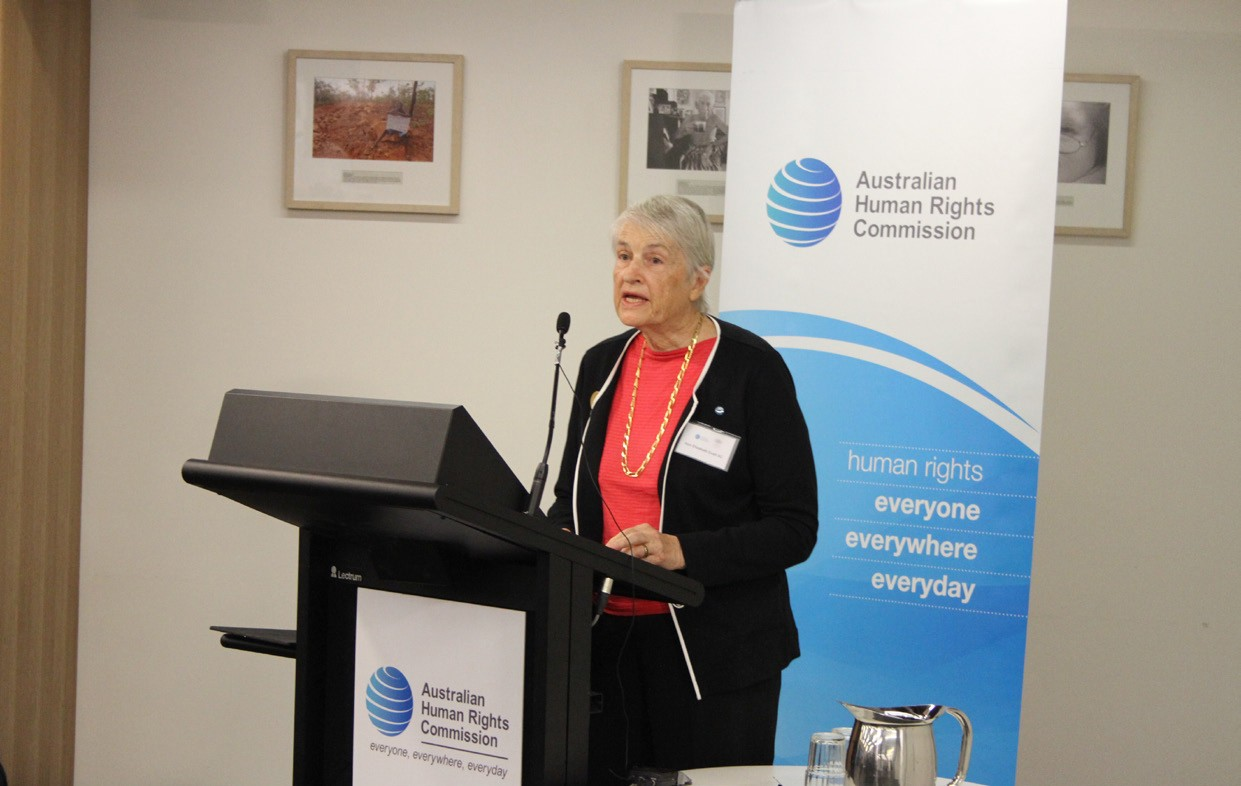 Australian
Human Rights
Commission
human rights
everyone
everywhere
everyday
Lectrum
Australian
Human Rights
Commission
everyone, everywhere, everyday